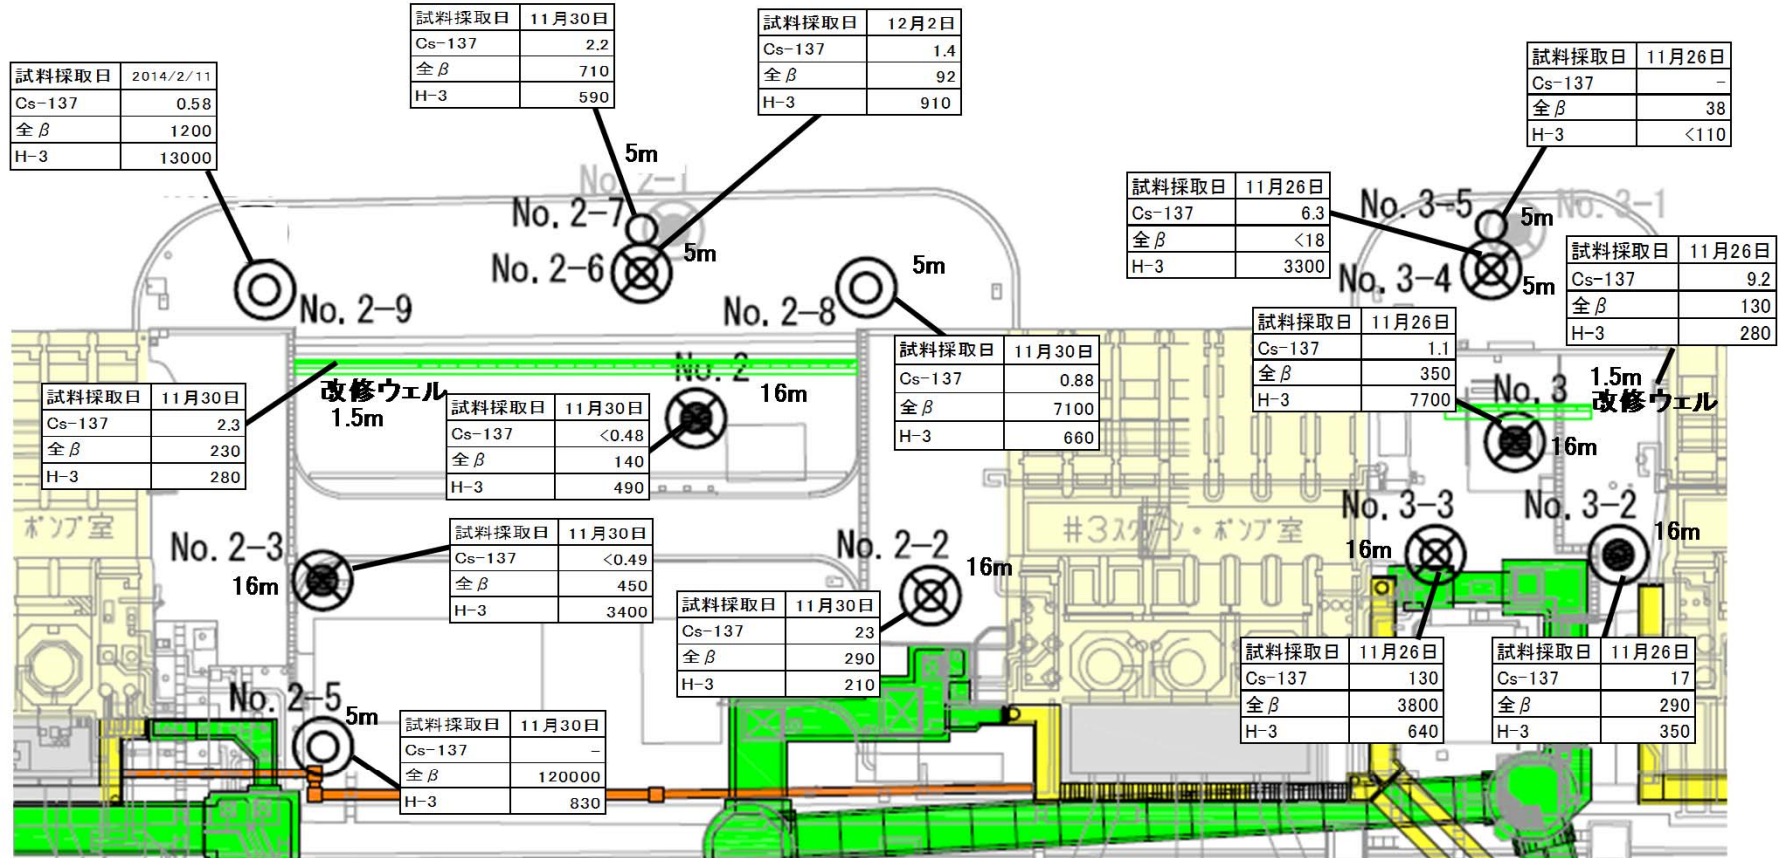 試料採取日 11月30日
Cs-137 2.2
全β 710
H-3 590
試料採取日 12月2日
Cs-137 1.4
全β 92
H-3 910
試料採取日 2014/2/11
Cs-137 0.58
全β 1200
H-3 13000
試料採取日 11月26日
Cs-137 -
全β 38
H-3 <110
5m
No. 2-1
No. 2-7
No. 2-6
5m
No. 2-9
No. 2-8
5m
試料採取日 11月26日
Cs-137 6.3
全β <18
H-3 3300
No. 3-5
5m
No. 3-1
No. 3-4
5m
試料採取日 11月26日
Cs-137 9.2
全β 130
H-3 280
試料採取日 11月26日
Cs-137 1.1
全β 350
H-3 7700
試料採取日 11月30日
Cs-137 0.88
全β 7100
H-3 660
試料採取日 11月30日
Cs-137 2.3
全β 230
H-3 280
改修ウェル
1.5m
No. 2
16m
試料採取日 11月30日
Cs-137 <0.48
全β 140
H-3 490
No. 3
16m
1.5m
改修ウェル
ポンプ室
No. 2-3
16m
試料採取日 11月30日
Cs-137 <0.49
全β 450
H-3 3400
No. 2-2
16m
#3スクリーン・ポンプ室
No. 3-3
16m
No. 3-2
16m
試料採取日 11月30日
Cs-137 23
全β 290
H-3 210
試料採取日 11月26日
Cs-137 130
全β 3800
H-3 640
試料採取日 11月26日
Cs-137 17
全β 290
H-3 350
No. 2-5
5m
試料採取日 11月30日
Cs-137 -
全β 120000
H-3 830